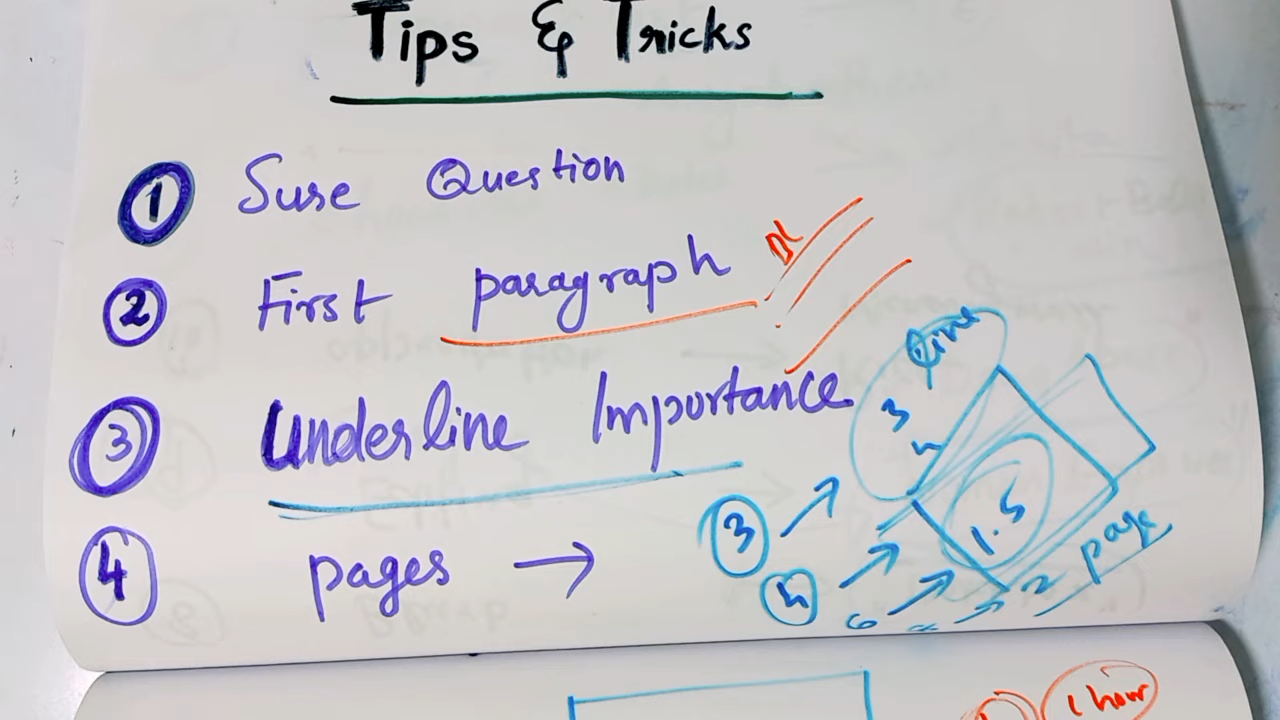 Tips & Tricks
1 Sure Question
2 First paragraph
3 Underline Importance
4 pages →
3 line
3
4
1.5
6
2 page
1 hour